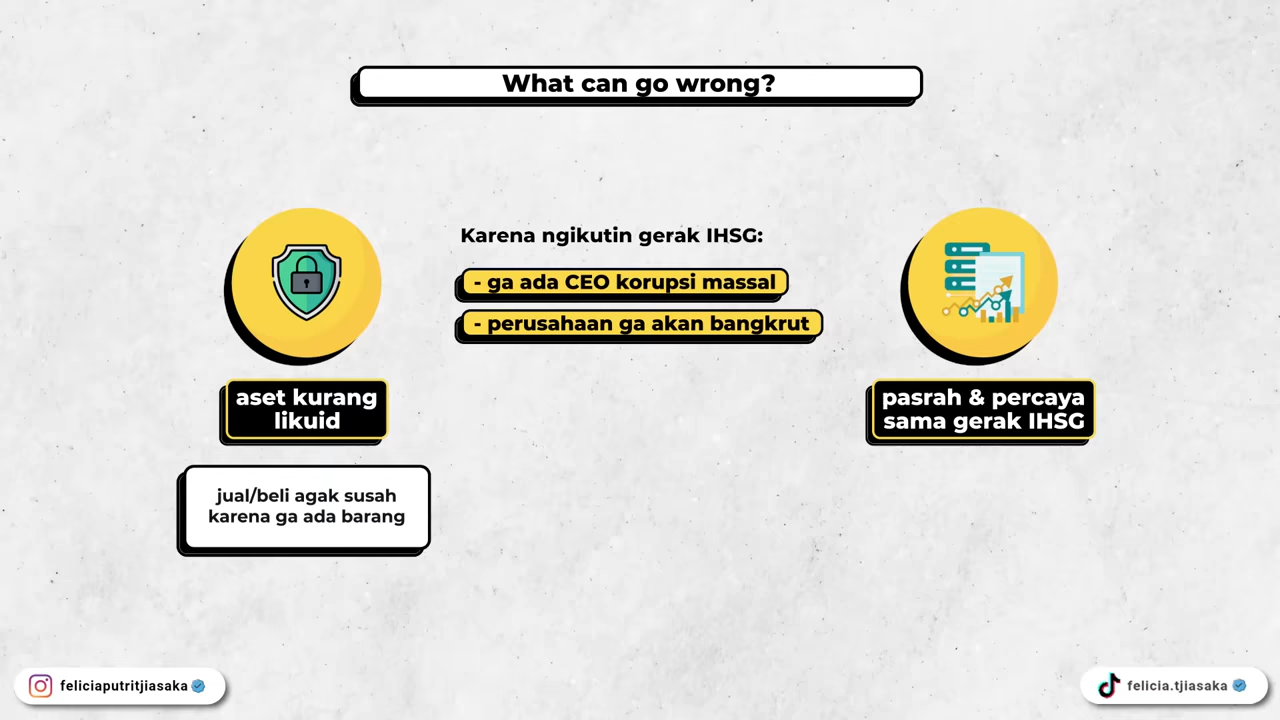 What can go wrong?
Karena ngikutin gerak IHSG:
- ga ada CEO korupsi massal
- perusahaan ga akan bangkrut
aset kurang
likuid
pasrah & percaya
sama gerak IHSG
jual/beli agak susah
karena ga ada barang
feliciaputritjiasaka
felicia.tjiasaka